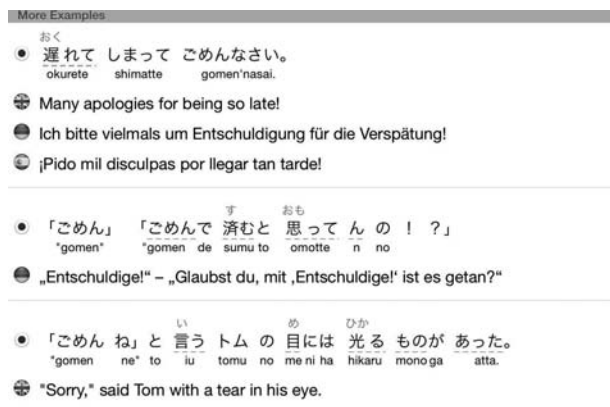 More Examples
おく
遅れて しまって ごめんなさい。
okurete shimatte gomen'nasai.
Many apologies for being so late!
Ich bitte vielmals um Entschuldigung für die Verspätung!
¡Pido mil disculpas por llegar tan tarde!
す おも
「ごめん」 「ごめんで 済むと 思って ん の ! ?」
"gomen" "gomen de sumu to omotte n no
„Entschuldige!“ – „Glaubst du, mit ‚Entschuldige!‘ ist es getan?“
い め ひか
「ごめん ね」と 言う トム の 目には 光る ものが あった。
"gomen ne" to iu tomu no me ni ha hikaru mono ga atta.
"Sorry," said Tom with a tear in his eye.